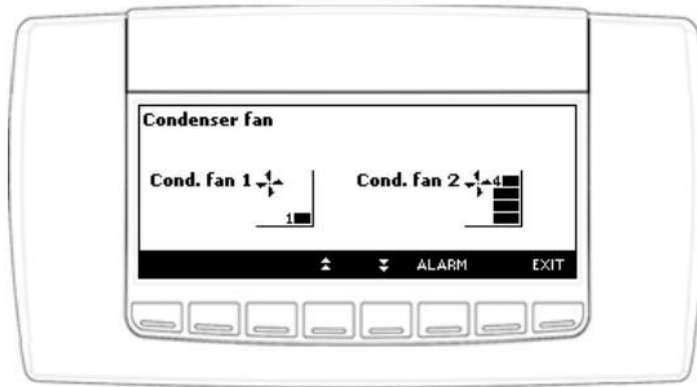 Condenser fan
Cond. fan 1
1
Cond. fan 2
4
ALARM EXIT